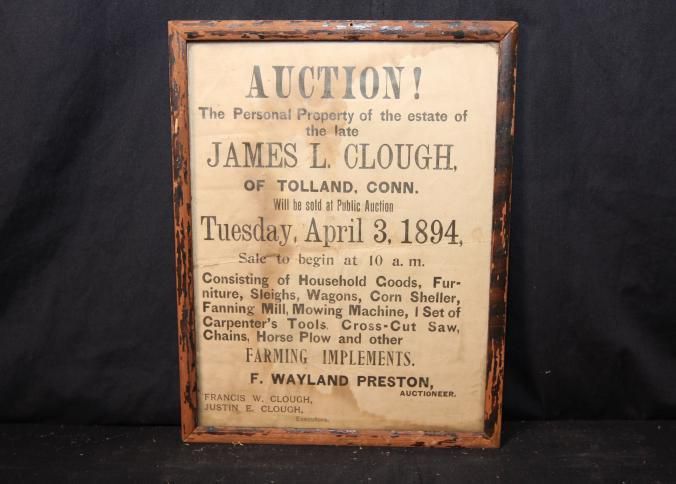 AUCTION!
The Personal Property of the estate of
the late
JAMES L. CLOUGH,
OF TOLLAND, CONN.
Will be sold at Public Auction
Tuesday, April 3, 1894,
Sale to begin at 10 a. m.
Consisting of Household Goods, Fur-
niture, Sleighs, Wagons, Corn Sheller,
Fanning Mill, Mowing Machine, 1 Set of
Carpenter's Tools, Cross-Cut Saw,
Chains, Horse Plow and other
FARMING IMPLEMENTS.
F. WAYLAND PRESTON,
AUCTIONEER.
FRANCIS W. CLOUGH,
JUSTIN E. CLOUGH,
Executors.